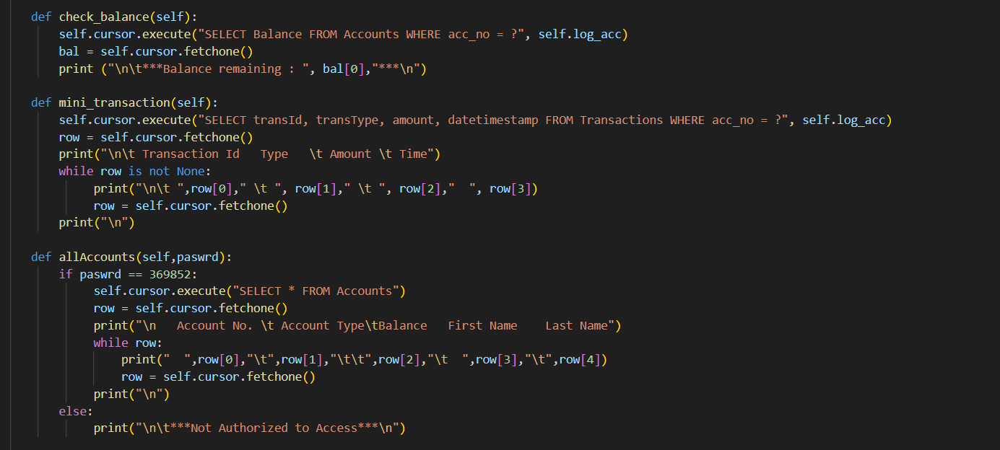 def check_balance(self):
    self.cursor.execute("SELECT Balance FROM Accounts WHERE acc_no = ?", self.log_acc)
    bal = self.cursor.fetchone()
    print ("\n\t***Balance remaining : ", bal[0],"***\n")

def mini_transaction(self):
    self.cursor.execute("SELECT transId, transType, amount, datetimestamp FROM Transactions WHERE acc_no = ?", self.log_acc)
    row = self.cursor.fetchone()
    print("\n\t Transaction Id   Type   \t Amount \t Time")
    while row is not None:
         print("\n\t ",row[0]," \t ", row[1]," \t ", row[2],"  ", row[3])
         row = self.cursor.fetchone()
    print("\n")

def allAccounts(self,paswrd):
    if paswrd == 369852:
         self.cursor.execute("SELECT * FROM Accounts")
         row = self.cursor.fetchone()
         print("\n   Account No. \t Account Type\tBalance   First Name    Last Name")
         while row:
             print("  ",row[0],"\t",row[1],"\t\t",row[2],"\t  ",row[3],"\t",row[4])
             row = self.cursor.fetchone()
         print("\n")
    else:
         print("\n\t***Not Authorized to Access***\n")